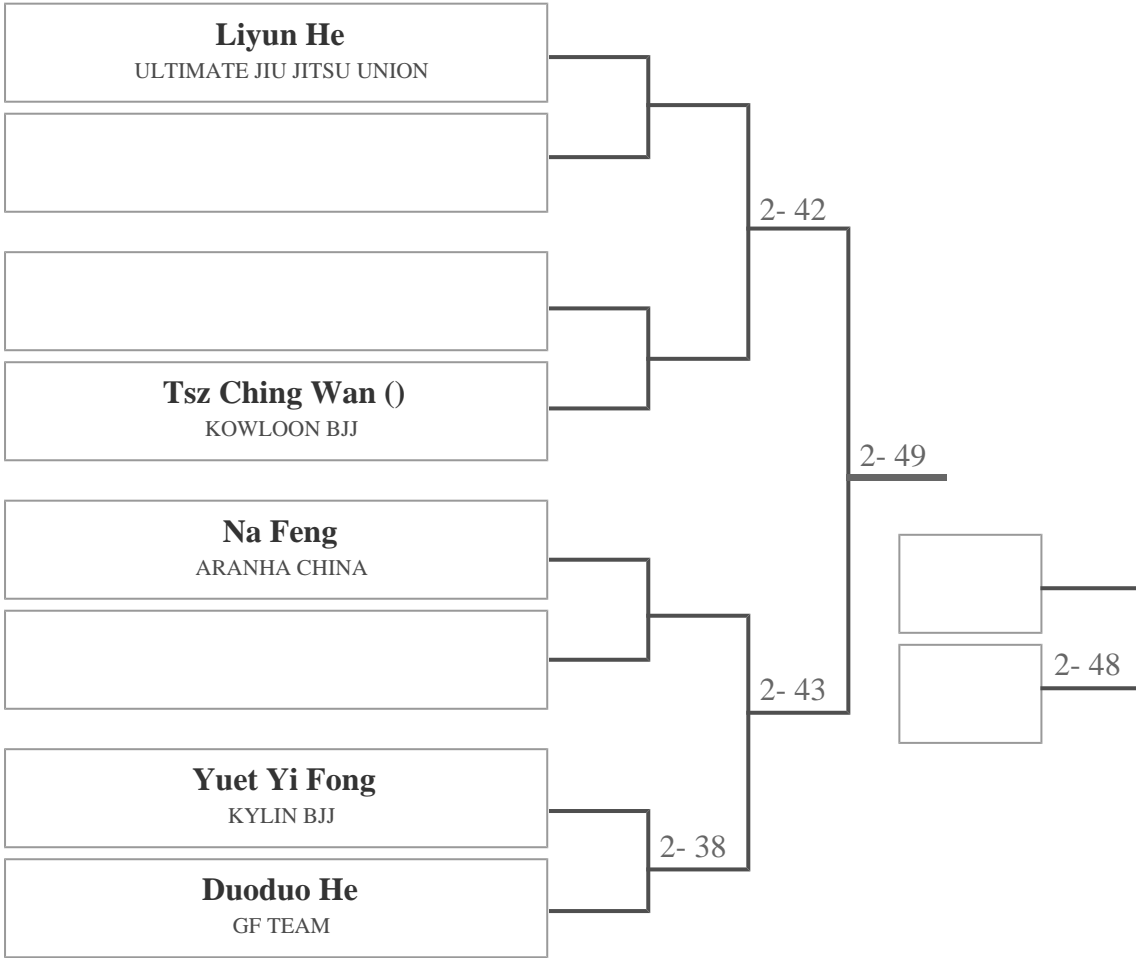 Liyun He
ULTIMATE JIU JITSU UNION
2- 42
Tsz Ching Wan ()
KOWLOON BJJ
2- 49
Na Feng
ARANHA CHINA
2- 48
2- 43
Yuet Yi Fong
KYLIN BJJ
2- 38
Duoduo He
GF TEAM